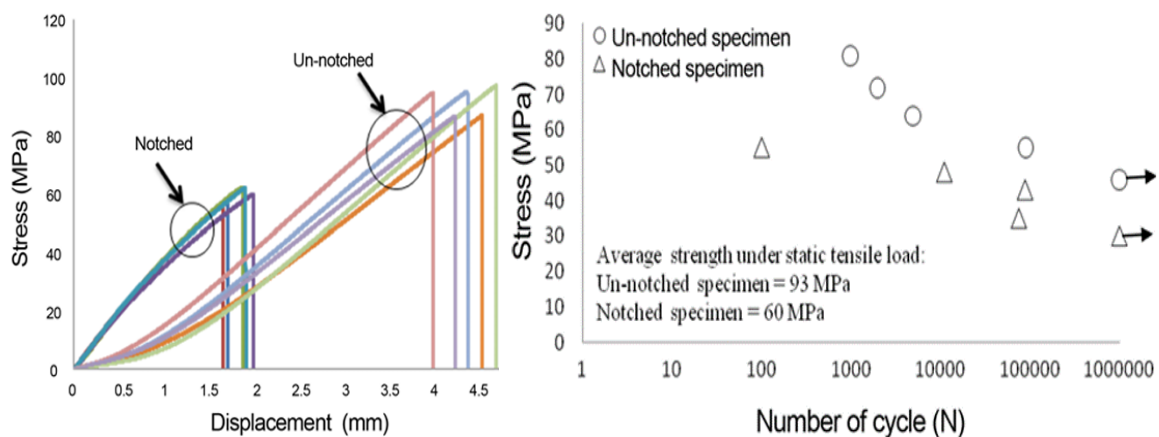 120
100
80
60
40
20
0
Stress (MPa)
Notched
Un-notched
0 0.5 1 1.5 2 2.5 3 3.5 4 4.5
Displacement (mm)
90
80
70
60
50
40
30
20
10
0
Stress (MPa)
Un-notched specimen
Notched specimen
Average strength under static tensile load:
Un-notched specimen = 93 MPa
Notched specimen = 60 MPa
1 10 100 1000 10000 100000 1000000
Number of cycle (N)